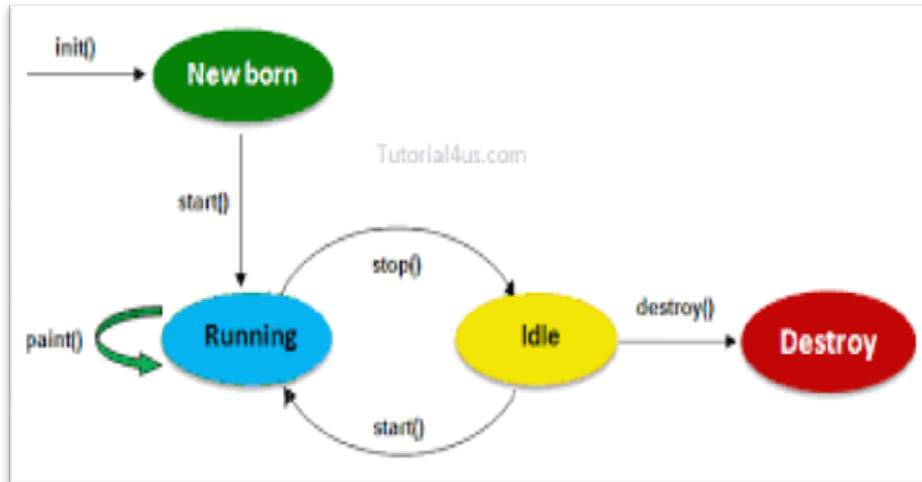 init()
New born
Tutorial4us.com
start()
stop()
destroy()
paint()
Running
Idle
Destroy
start()